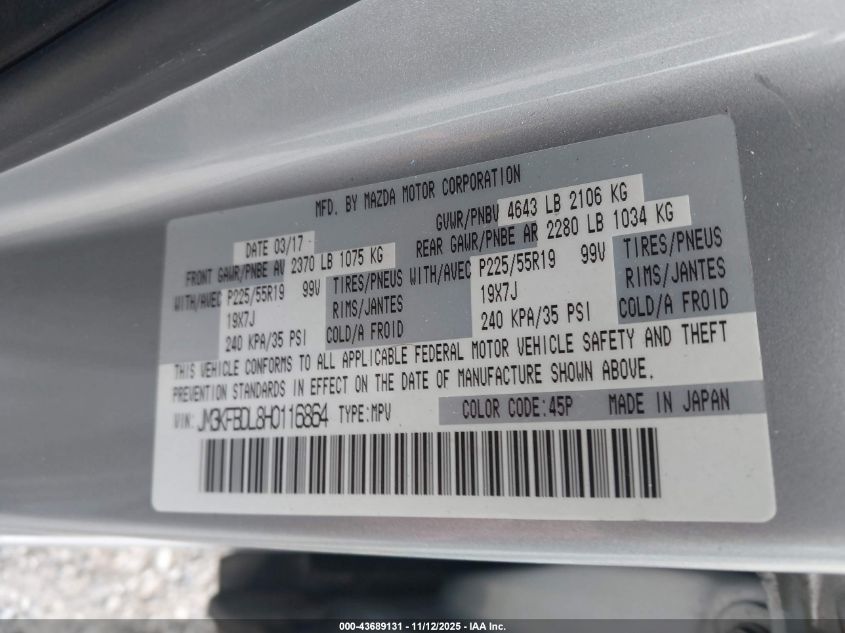 MFD. BY MAZDA MOTOR CORPORATION
DATE 03/17 GVWR/PNBV 4643 LB 2106 KG
FRONT GAWR/PNBE AV 2370 LB 1075 KG REAR GAWR/PNBE AR 2280 LB 1034 KG
WITH/AVEC P225/55R19 99V TIRES/PNEUS WITH/AVEC P225/55R19 99V TIRES/PNEUS
19X7J RIMS/JANTES 19X7J RIMS/JANTES
240 KPA/35 PSI COLD/A FROID 240 KPA/35 PSI COLD/A FROID
THIS VEHICLE CONFORMS TO ALL APPLICABLE FEDERAL MOTOR VEHICLE SAFETY AND THEFT
PREVENTION STANDARDS IN EFFECT ON THE DATE OF MANUFACTURE SHOWN ABOVE.
VIN: JM3KFBDL8H0116864 TYPE:MPV COLOR CODE:45P MADE IN JAPAN
000-43689131 - 11/12/2025 - IAA Inc.